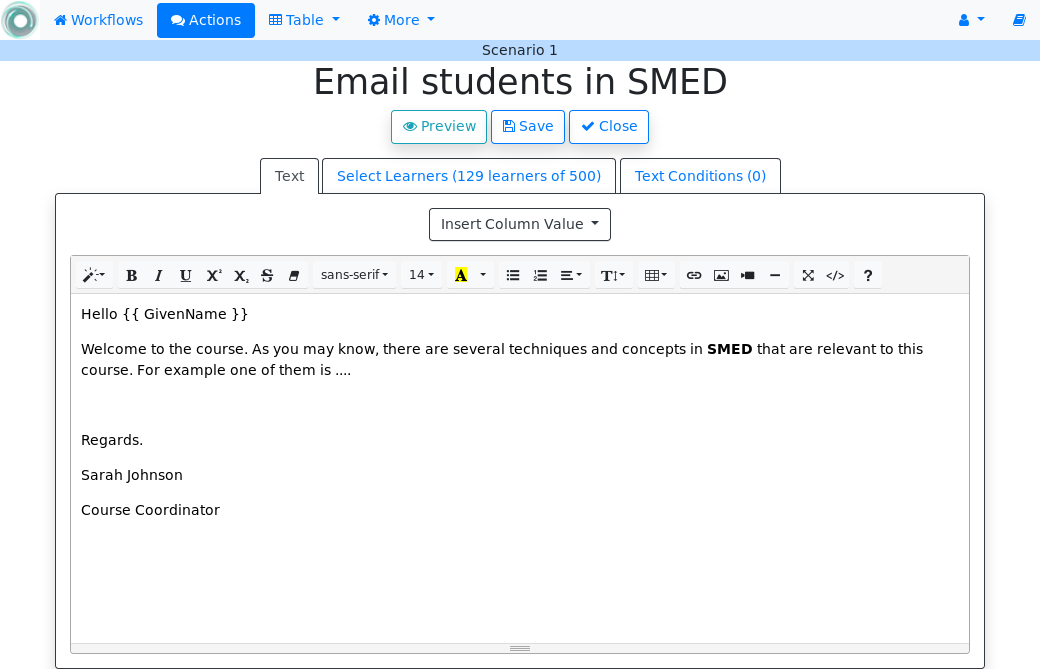 Workflows Actions Table More
Scenario 1
Email students in SMED
Preview Save Close
Text Select Learners (129 learners of 500) Text Conditions (0)
Insert Column Value
B I U X² X₂ S sans-serif 14 A T </> ?
Hello {{ GivenName }}
Welcome to the course. As you may know, there are several techniques and concepts in SMED that are relevant to this
course. For example one of them is ....
Regards.
Sarah Johnson
Course Coordinator